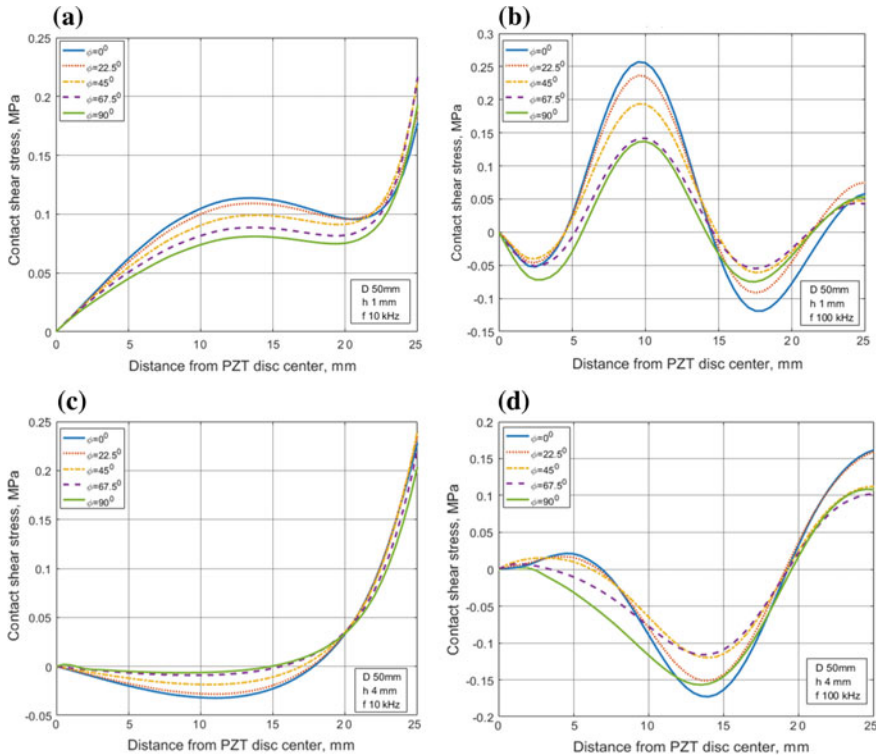 (a)
0.25
0.2
0.15
0.1
0.05
0
Contact shear stress, MPa
ϕ=0⁰
ϕ=22.5⁰
ϕ=45⁰
ϕ=67.5⁰
ϕ=90⁰
D 50mm
h 1 mm
f 10 kHz
0 5 10 15 20 25
Distance from PZT disc center, mm
(b)
0.3
0.25
0.2
0.15
0.1
0.05
0
-0.05
-0.1
-0.15
Contact shear stress, MPa
ϕ=0⁰
ϕ=22.5⁰
ϕ=45⁰
ϕ=67.5⁰
ϕ=90⁰
D 50mm
h 1 mm
f 100 kHz
0 5 10 15 20 25
Distance from PZT disc center, mm
(c)
0.25
0.2
0.15
0.1
0.05
0
-0.05
Contact shear stress, MPa
ϕ=0⁰
ϕ=22.5⁰
ϕ=45⁰
ϕ=67.5⁰
ϕ=90⁰
D 50mm
h 4 mm
f 10 kHz
0 5 10 15 20 25
Distance from PZT disc center, mm
(d)
0.2
0.15
0.1
0.05
0
-0.05
-0.1
-0.15
-0.2
Contact shear stress, MPa
ϕ=0⁰
ϕ=22.5⁰
ϕ=45⁰
ϕ=67.5⁰
ϕ=90⁰
D 50mm
h 4 mm
f 100 kHz
0 5 10 15 20 25
Distance from PZT disc center, mm